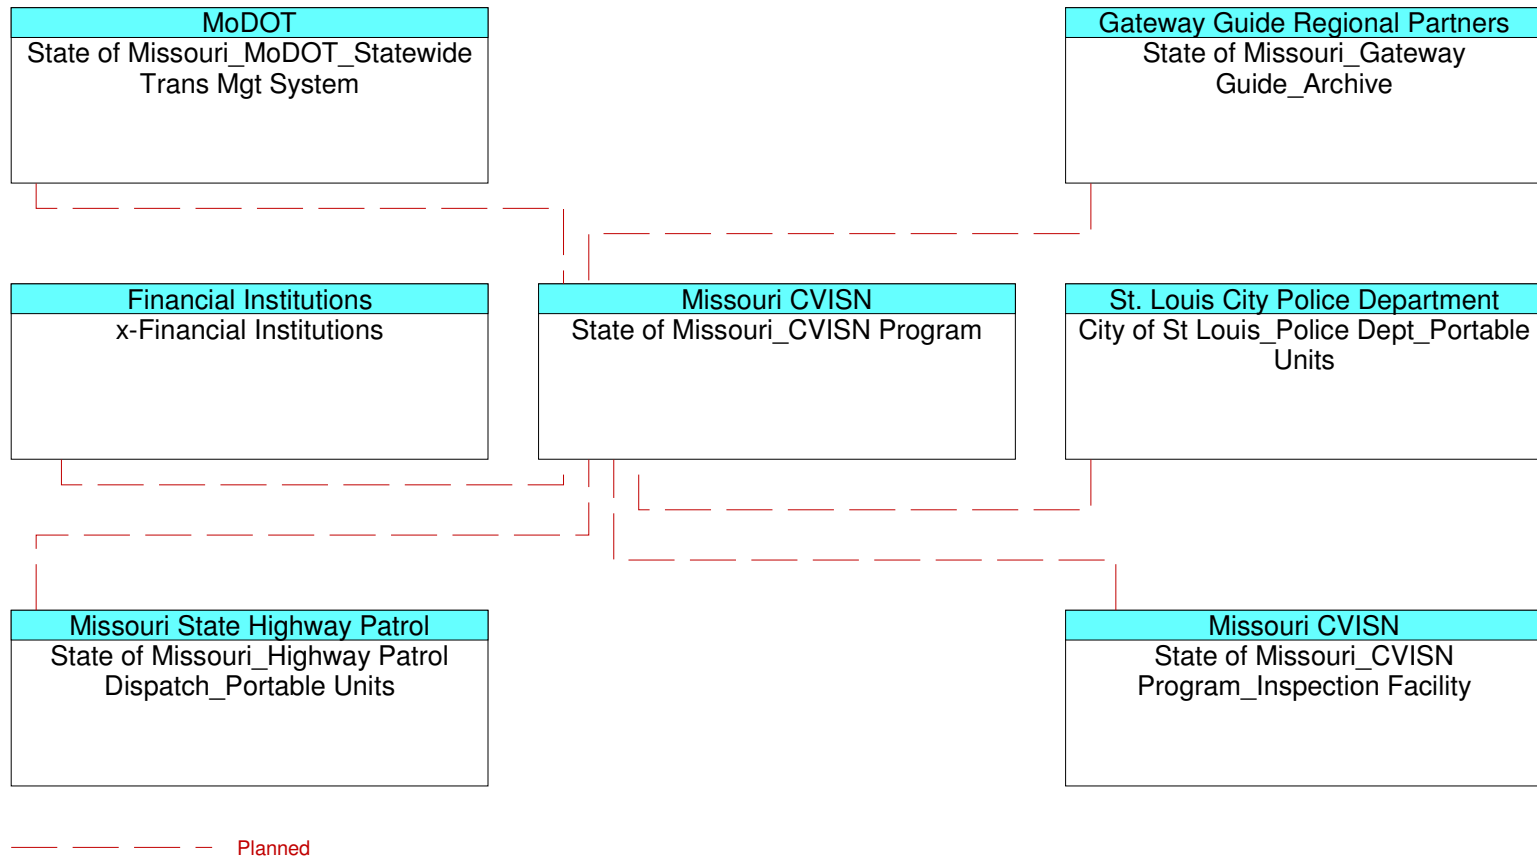 MoDOT
State of Missouri_MoDOT_Statewide
Trans Mgt System
Gateway Guide Regional Partners
State of Missouri_Gateway
Guide_Archive
Financial Institutions
x-Financial Institutions
Missouri CVISN
State of Missouri_CVISN Program
St. Louis City Police Department
City of St Louis_Police Dept_Portable
Units
Missouri State Highway Patrol
State of Missouri_Highway Patrol
Dispatch_Portable Units
Missouri CVISN
State of Missouri_CVISN
Program_Inspection Facility
Planned